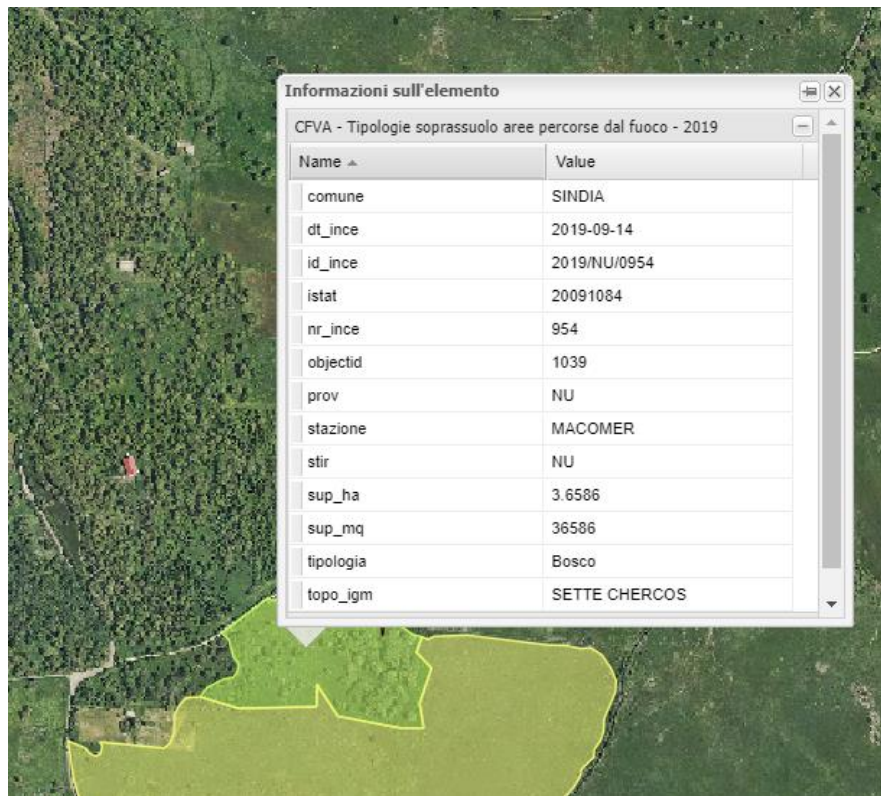 Informazioni sull'elemento
CFVA - Tipologie soprassuolo aree percorse dal fuoco - 2019
Name Value
comune SINDIA
dt_ince 2019-09-14
id_ince 2019/NU/0954
istat 20091084
nr_ince 954
objectid 1039
prov NU
stazione MACOMER
stir NU
sup_ha 3.6586
sup_mq 36586
tipologia Bosco
topo_igm SETTE CHERCOS